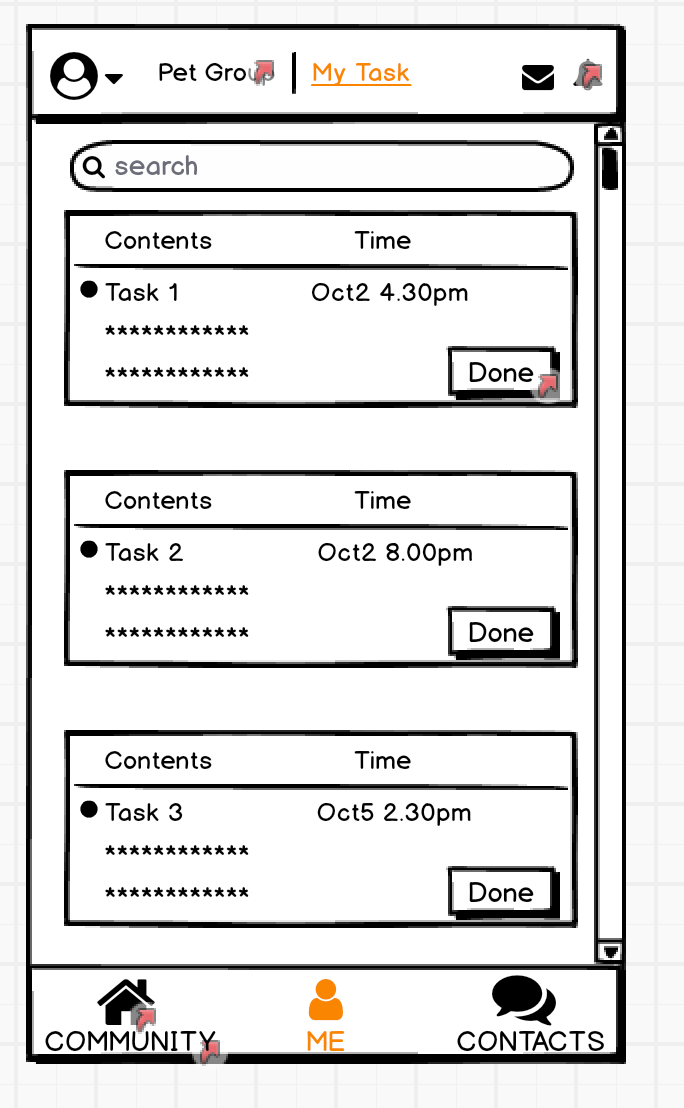 Pet Group My Task
search
Contents Time
Task 1 Oct2 4.30pm
************
************
Done
Contents Time
Task 2 Oct2 8.00pm
************
************
Done
Contents Time
Task 3 Oct5 2.30pm
************
************
Done
COMMUNITY ME CONTACTS